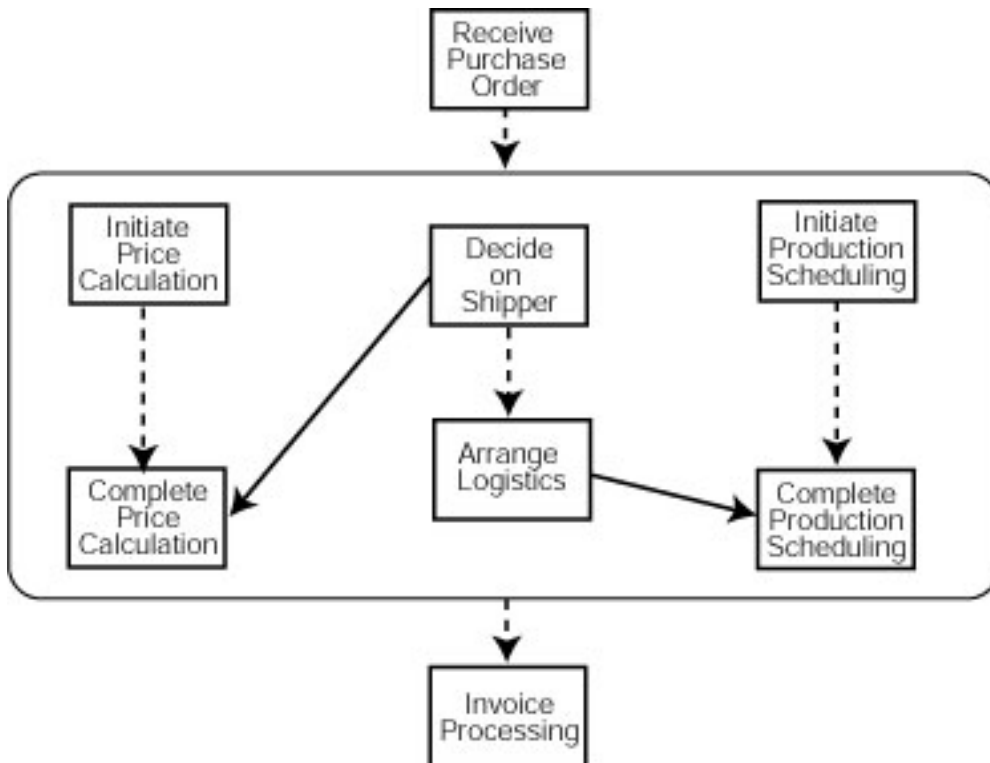 Receive
Purchase
Order
Initiate
Price
Calculation
Decide
on
Shipper
Initiate
Production
Scheduling
Complete
Price
Calculation
Arrange
Logistics
Complete
Production
Scheduling
Invoice
Processing